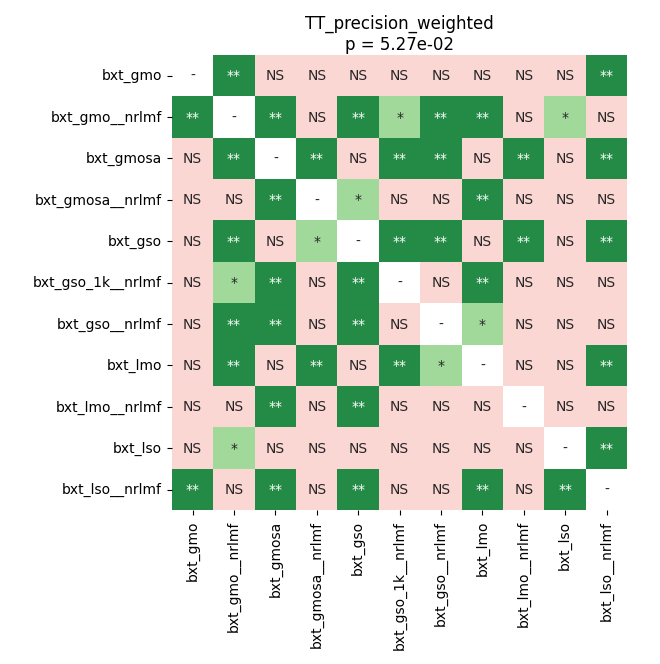 TT_precision_weighted
p = 5.27e-02
bxt_gmo - ** NS NS NS NS NS NS NS NS **
bxt_gmo__nrlmf ** - ** NS ** * ** ** NS * NS
bxt_gmosa NS ** - ** NS ** ** NS ** NS **
bxt_gmosa__nrlmf NS NS ** - * NS NS ** NS NS NS
bxt_gso NS ** NS * - ** ** NS ** NS **
bxt_gso_1k__nrlmf NS * ** NS ** - NS ** NS NS NS
bxt_gso__nrlmf NS ** ** NS ** NS - * NS NS NS
bxt_lmo NS ** NS ** NS ** * - NS NS **
bxt_lmo__nrlmf NS NS ** NS ** NS NS NS - NS NS
bxt_lso NS * NS NS NS NS NS NS NS - **
bxt_lso__nrlmf ** NS ** NS ** NS NS ** NS ** -
bxt_gmo
bxt_gmo__nrlmf
bxt_gmosa
bxt_gmosa__nrlmf
bxt_gso
bxt_gso_1k__nrlmf
bxt_gso__nrlmf
bxt_lmo
bxt_lmo__nrlmf
bxt_lso
bxt_lso__nrlmf